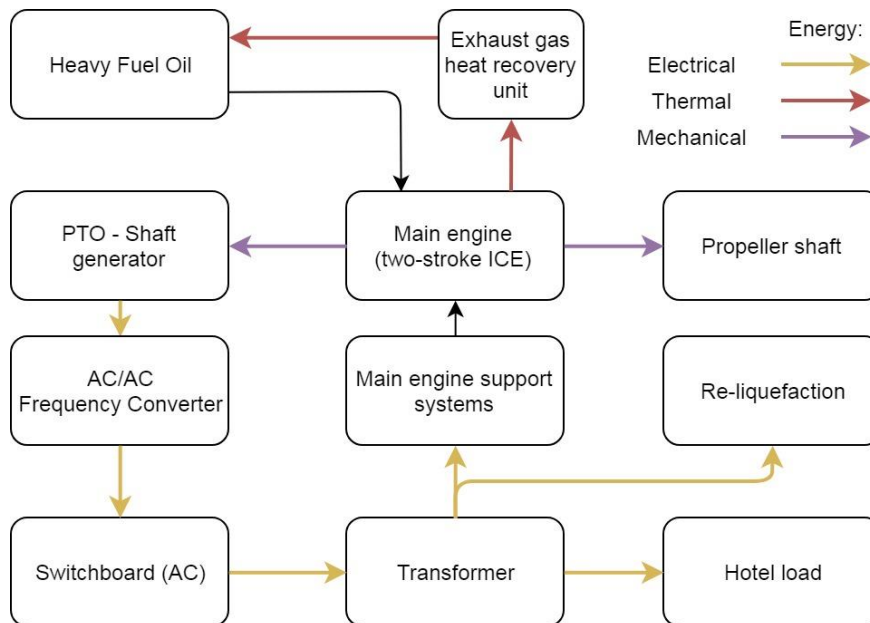 Heavy Fuel Oil
Exhaust gas
heat recovery
unit
Energy:
Electrical
Thermal
Mechanical
PTO - Shaft
generator
Main engine
(two-stroke ICE)
Propeller shaft
AC/AC
Frequency Converter
Main engine support
systems
Re-liquefaction
Switchboard (AC)
Transformer
Hotel load